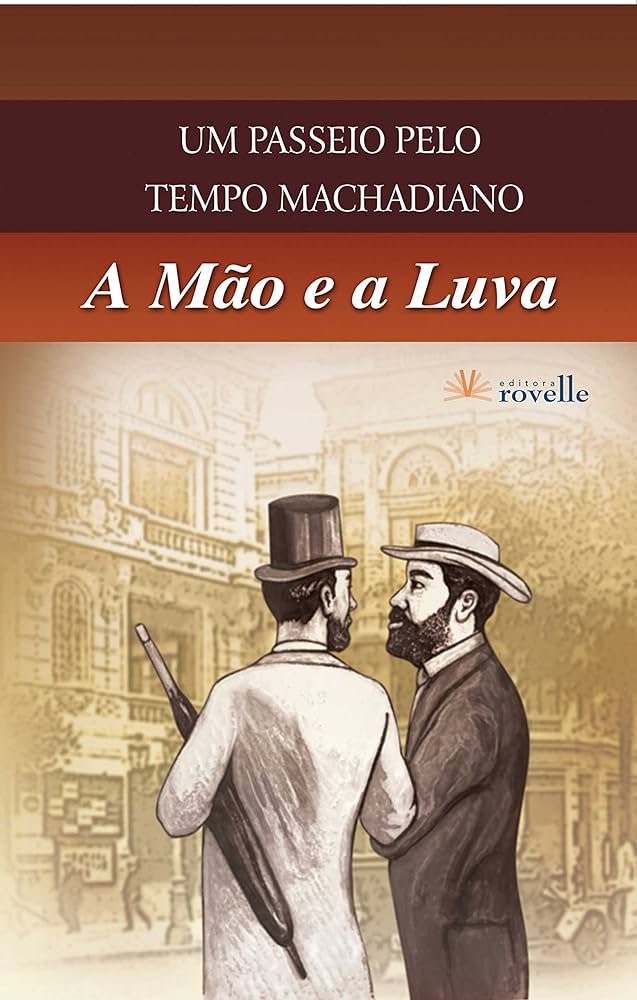 UM PASSEIO PELO
TEMPO MACHADIANO
A Mão e a Luva
editora
rovelle